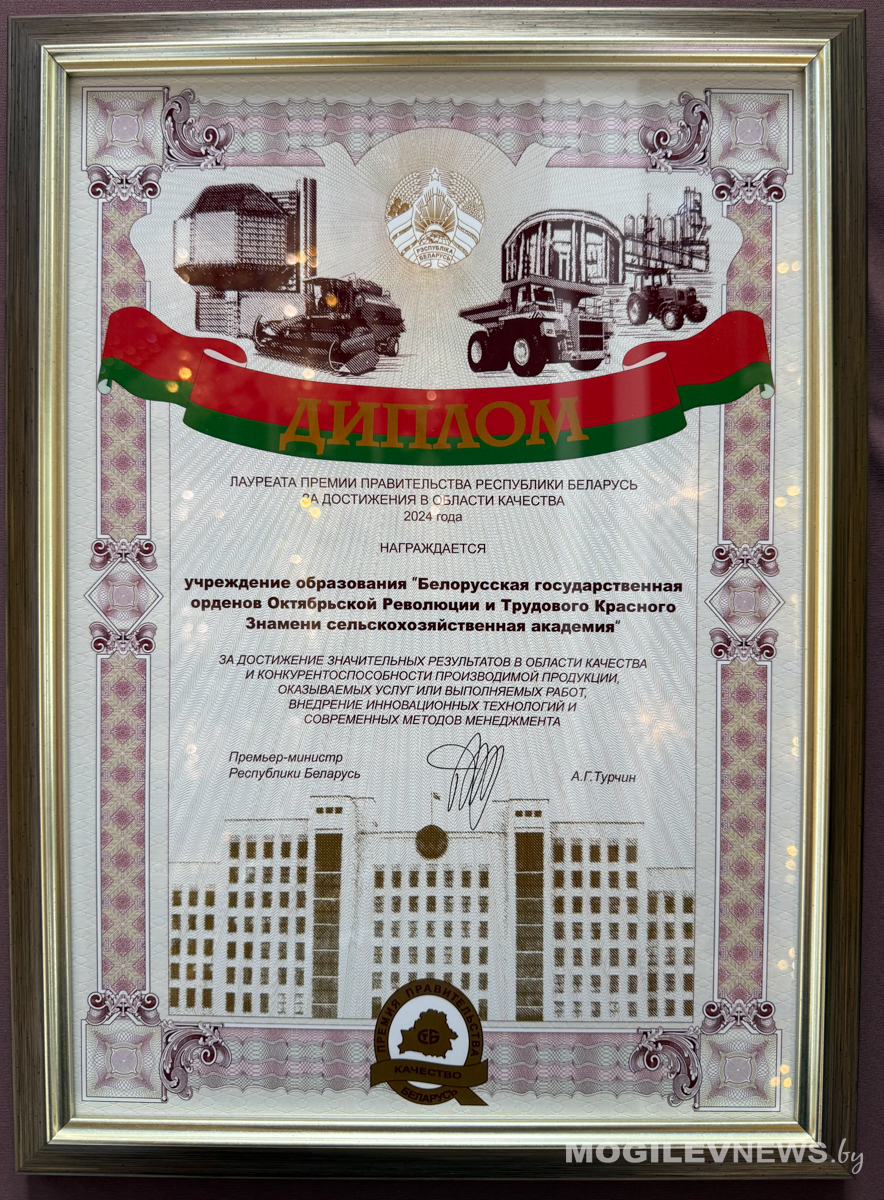 РЭСПУБЛІКА
БЕЛАРУСЬ
ДИПЛОМ
ЛАУРЕАТА ПРЕМИИ ПРАВИТЕЛЬСТВА РЕСПУБЛИКИ БЕЛАРУСЬ
ЗА ДОСТИЖЕНИЯ В ОБЛАСТИ КАЧЕСТВА
2024 года
НАГРАЖДАЕТСЯ
учреждение образования “Белорусская государственная
орденов Октябрьской Революции и Трудового Красного
Знамени сельскохозяйственная академия“
ЗА ДОСТИЖЕНИЕ ЗНАЧИТЕЛЬНЫХ РЕЗУЛЬТАТОВ В ОБЛАСТИ КАЧЕСТВА
И КОНКУРЕНТОСПОСОБНОСТИ ПРОИЗВОДИМОЙ ПРОДУКЦИИ,
ОКАЗЫВАЕМЫХ УСЛУГ ИЛИ ВЫПОЛНЯЕМЫХ РАБОТ,
ВНЕДРЕНИЕ ИННОВАЦИОННЫХ ТЕХНОЛОГИЙ И
СОВРЕМЕННЫХ МЕТОДОВ МЕНЕДЖМЕНТА
Премьер-министр
Республики Беларусь
А.Г.Турчин
ПРЕМИЯ ПРАВИТЕЛЬСТВА
СТБ
КАЧЕСТВО
БЕЛАРУСЬ
MOGILEVNEWS.by